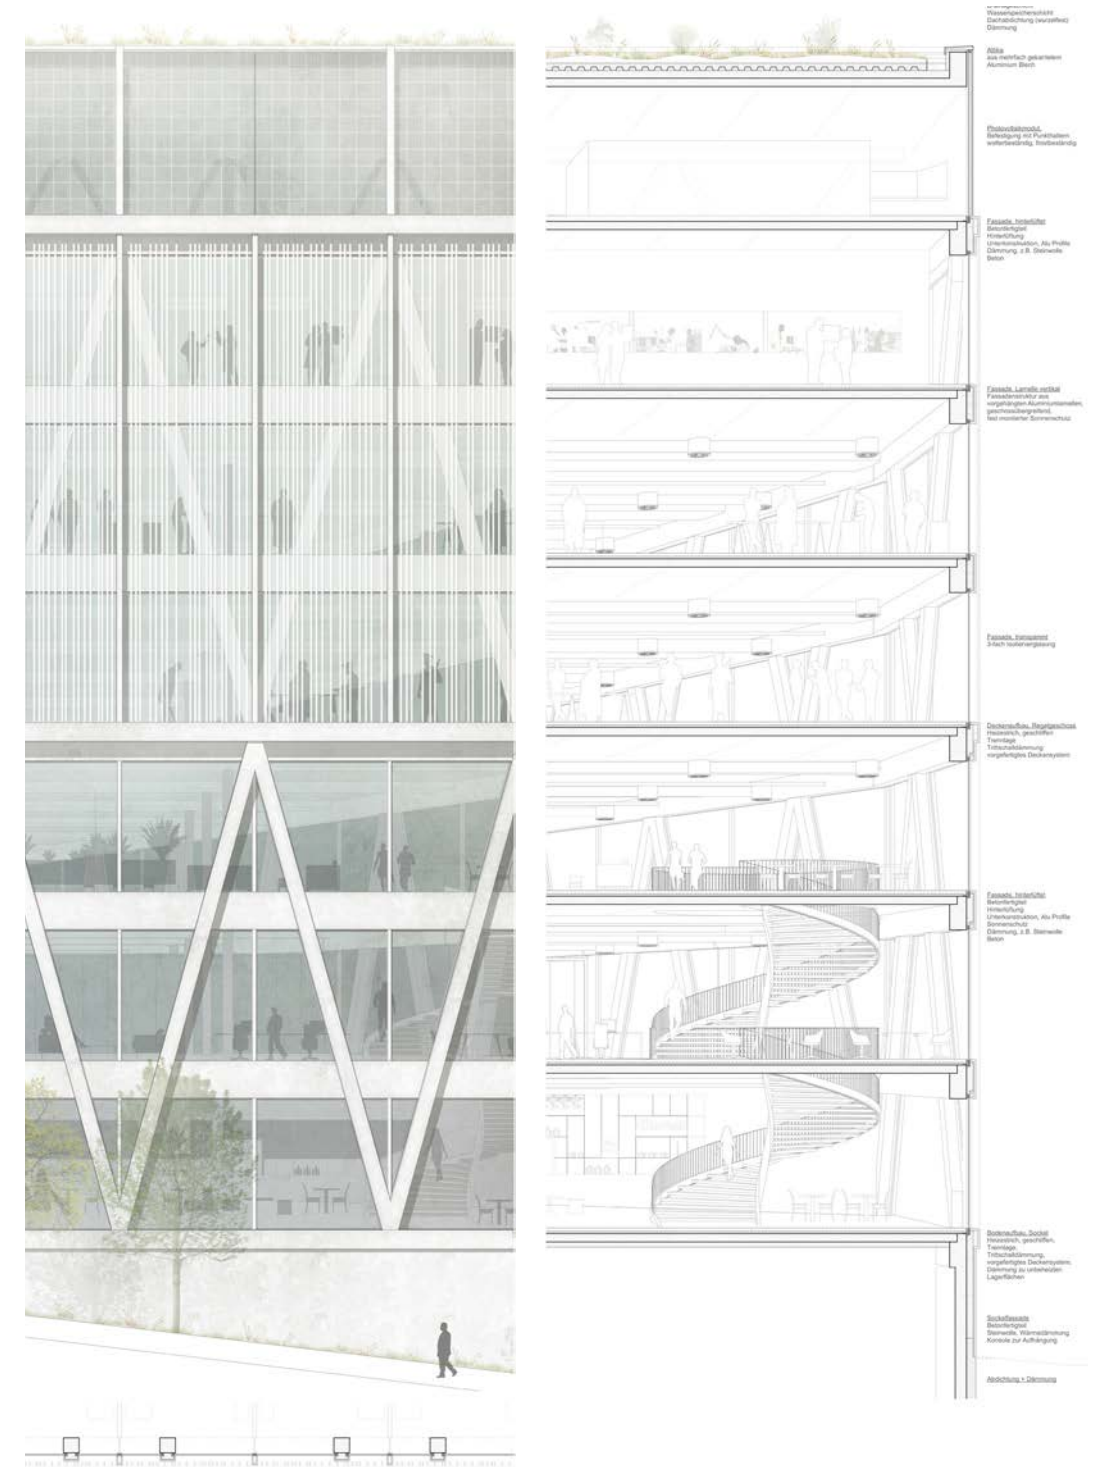 Wasserspeicherschicht
Dachabdichtung (wurzelfest)
Dämmung
Attika
aus mehrfach gekantetem
Aluminium Blech
Photovoltaikmodul,
Befestigung mit Punkthaltern
wetterbeständig, frostbeständig
Fassade, hinterlüftet
Betonfertigteil
Hinterlüftung
Unterkonstruktion, Alu Profile
Dämmung, z.B. Steinwolle
Beton
Fassade, Lamelle vertikal
Fassadenstruktur aus
vorgehängten Aluminiumlamellen,
geschossübergreifend,
fest montierter Sonnenschutz
Fassade, transparent
3-fach Isolierverglasung
Deckenaufbau, Regelgeschoss
Heizestrich, geschliffen
Trennlage
Trittschalldämmung
vorgefertigtes Deckensystem
Fassade, hinterlüftet
Betonfertigteil
Hinterlüftung
Unterkonstruktion, Alu Profile
Sonnenschutz
Dämmung, z.B. Steinwolle
Beton
Bodenaufbau, Sockel
Heizestrich, geschliffen,
Trennlage,
Trittschalldämmung,
vorgefertigtes Deckensystem,
Dämmung zu unbeheizten
Lagerflächen
Sockelfassade
Betonfertigteil
Steinwolle, Wärmedämmung
Konsole zur Aufhängung
Abdichtung + Dämmung